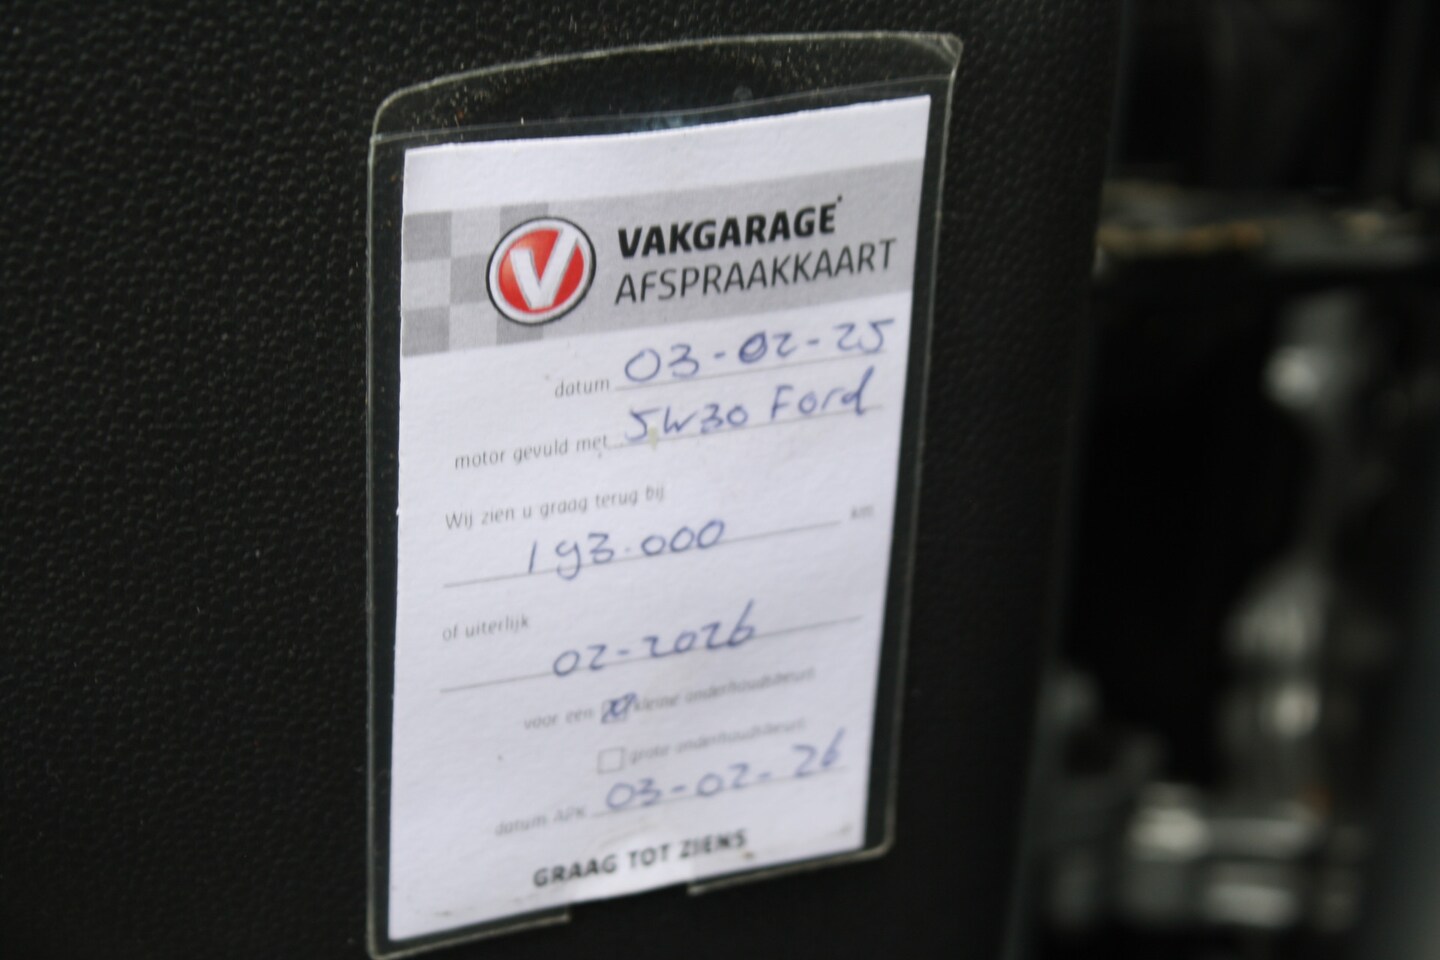 V VAKGARAGE
AFSPRAAKKAART
datum 03-02-25
motor gevuld met 5W30 Ford
Wij zien u graag terug bij
193.000 km
of uiterlijk
02-2026
voor een kleine onderhoudsbeurt
grote onderhoudsbeurt
datum APK 03-02-26
GRAAG TOT ZIENS